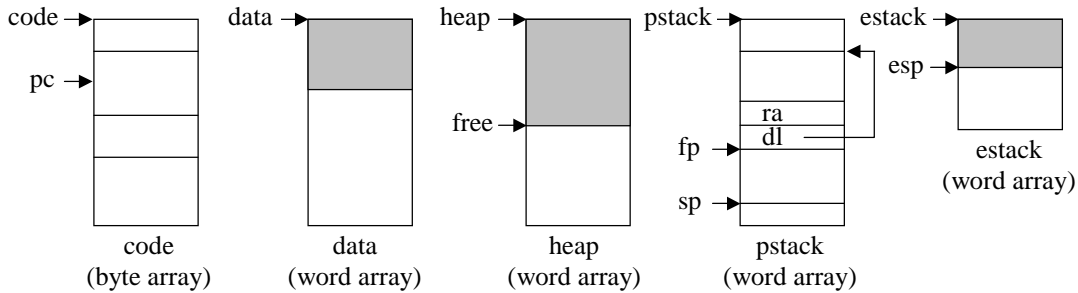 code
pc
code
(byte array)
data
data
(word array)
heap
free
heap
(word array)
pstack
ra
dl
fp
sp
pstack
(word array)
estack
esp
estack
(word array)